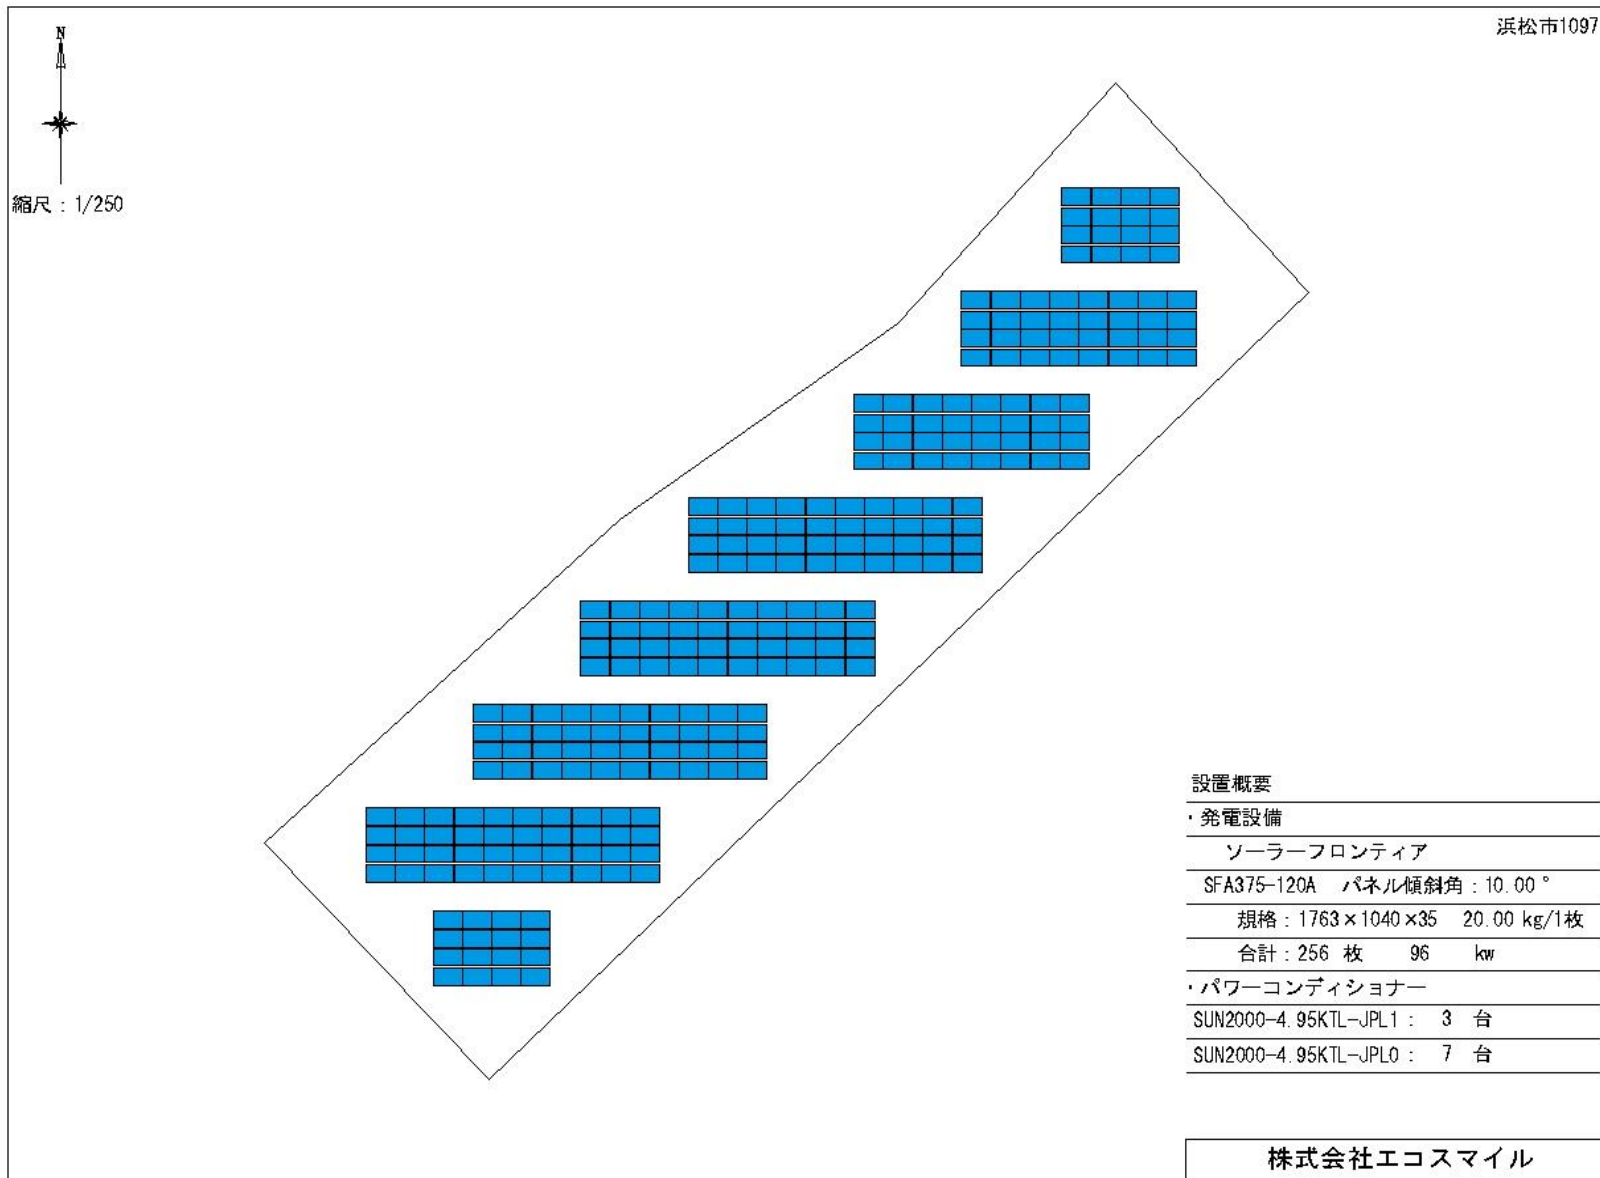 浜松市1097
N
縮尺：1/250
設置概要
・発電設備
ソーラーフロンティア
SFA375-120A パネル傾斜角：10.00°
規格：1763×1040×35 20.00 kg/1枚
合計：256 枚 96 kw
・パワーコンディショナー
SUN2000-4.95KTL-JPL1： 3 台
SUN2000-4.95KTL-JPL0： 7 台
株式会社エコスマイル